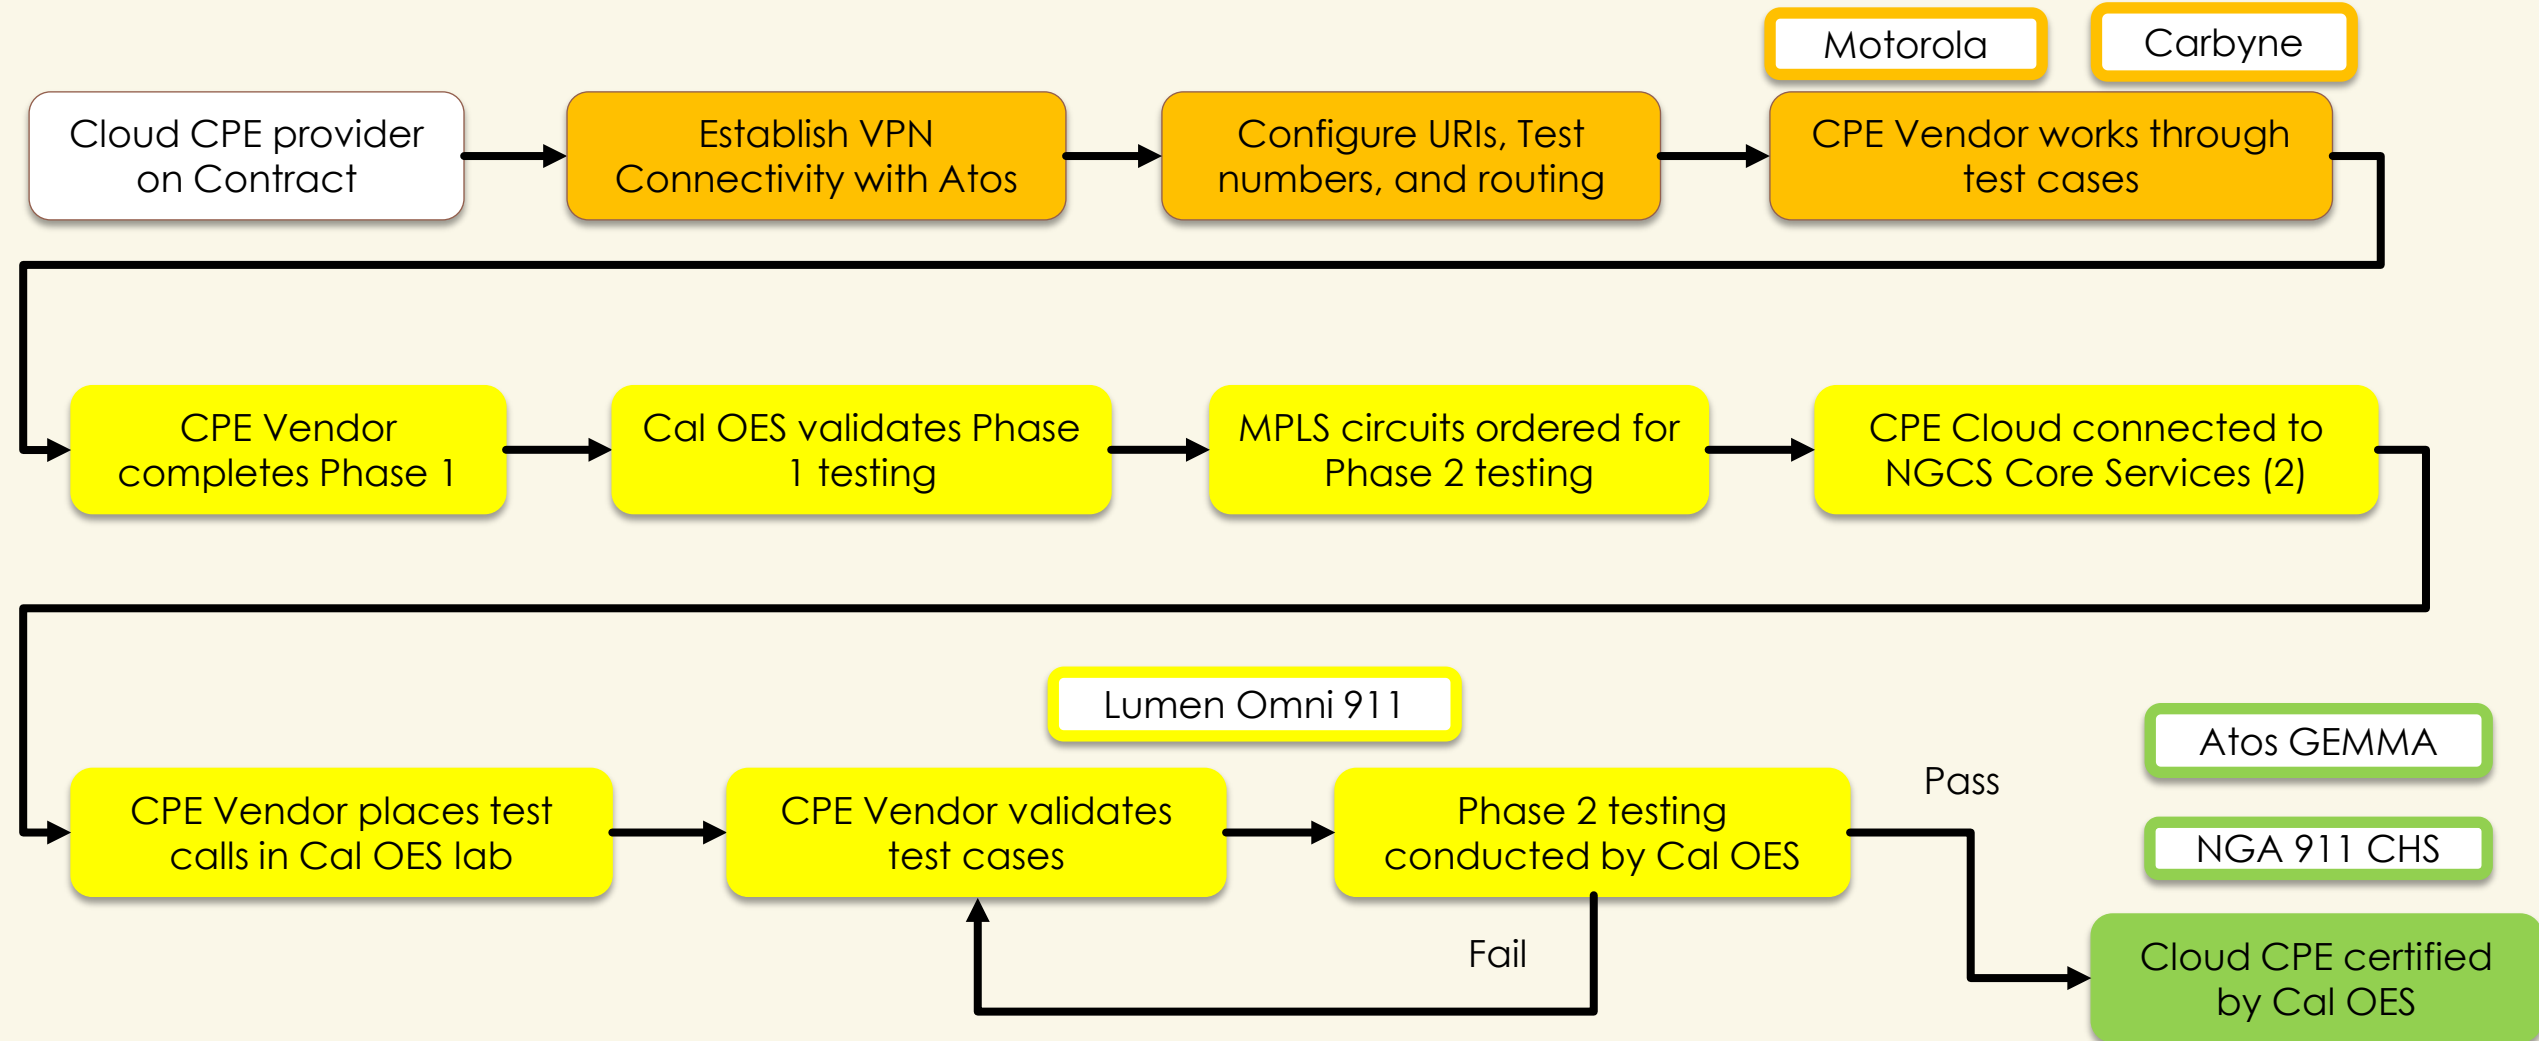 Motorola
Carbyne
Cloud CPE provider
on Contract
Establish VPN
Connectivity with Atos
Configure URIs, Test
numbers, and routing
CPE Vendor works through
test cases
CPE Vendor
completes Phase 1
Cal OES validates Phase
1 testing
MPLS circuits ordered for
Phase 2 testing
CPE Cloud connected to
NGCS Core Services (2)
Lumen Omni 911
Atos GEMMA
NGA 911 CHS
CPE Vendor places test
calls in Cal OES lab
CPE Vendor validates
test cases
Phase 2 testing
conducted by Cal OES
Pass
Fail
Cloud CPE certified
by Cal OES